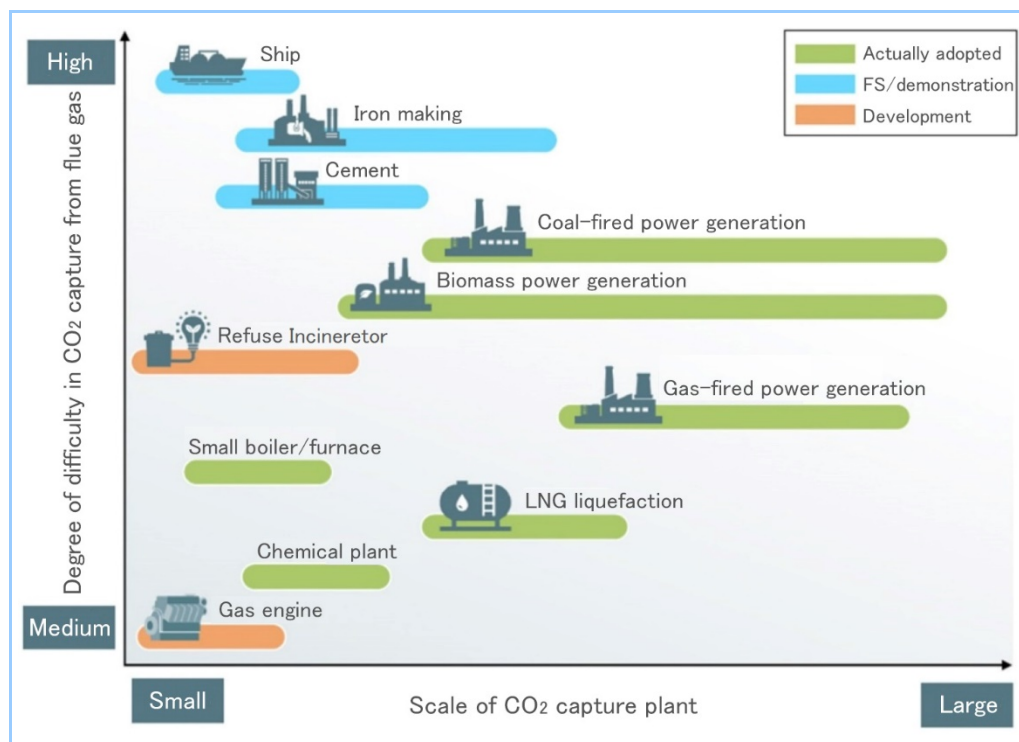 High
Degree of difficulty in CO2 capture from flue gas
Medium
Ship
Iron making
Cement
Coal-fired power generation
Biomass power generation
Refuse Incineretor
Gas-fired power generation
Small boiler/furnace
LNG liquefaction
Chemical plant
Gas engine
Actually adopted
FS/demonstration
Development
Small
Scale of CO2 capture plant
Large